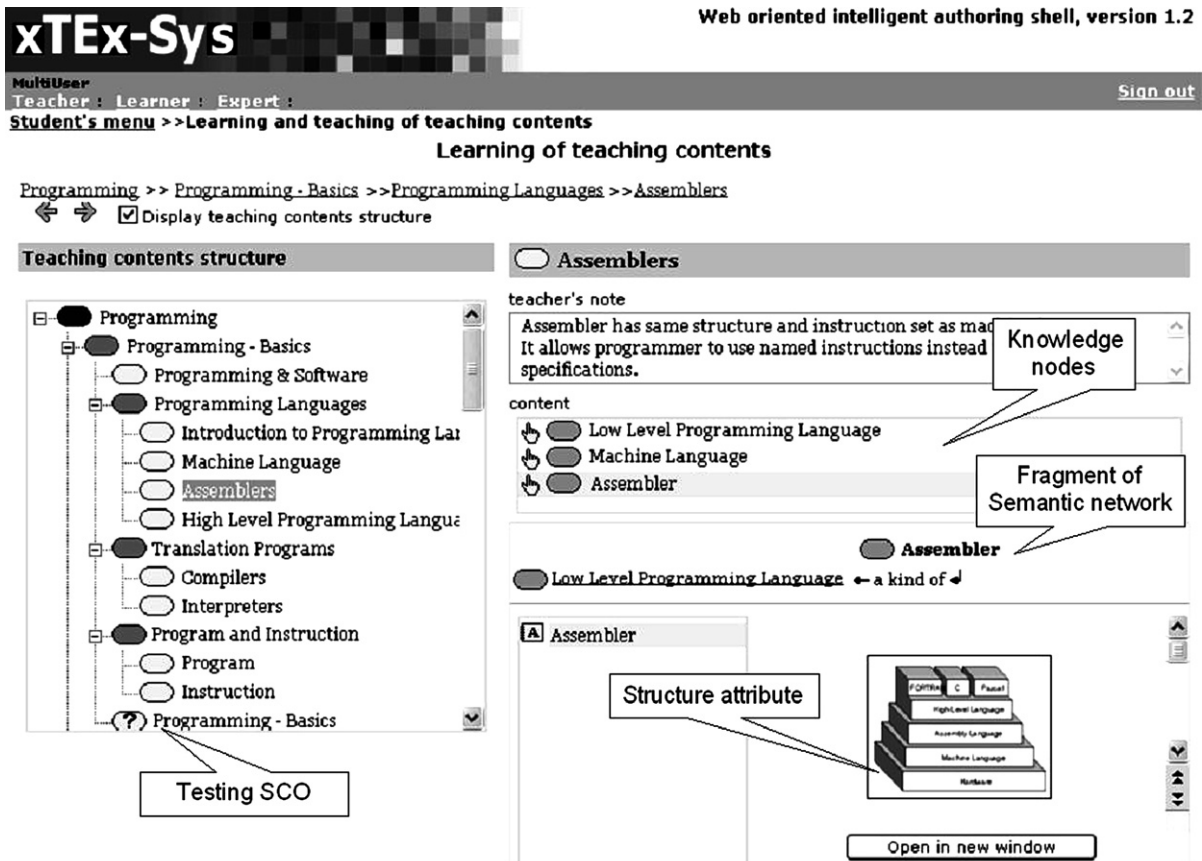 xTEx-Sys
Web oriented intelligent authoring shell, version 1.2
MultiUser
Teacher : Learner : Expert :
Sign out
Student's menu >>Learning and teaching of teaching contents
Learning of teaching contents
Programming >> Programming - Basics >>Programming Languages >>Assemblers
Display teaching contents structure
Teaching contents structure
Programming
Programming - Basics
Programming & Software
Programming Languages
Introduction to Programming Lan
Machine Language
Assemblers
High Level Programming Langua
Translation Programs
Compilers
Interpreters
Program and Instruction
Program
Instruction
(?) Programming - Basics
Testing SCO
Assemblers
teacher's note
Assembler has same structure and instruction set as mac
It allows programmer to use named instructions instead
specifications.
Knowledge
nodes
content
Low Level Programming Language
Machine Language
Assembler
Fragment of
Semantic network
Assembler
Low Level Programming Language ← a kind of ↲
A Assembler
Structure attribute
FORTRAN C Pascal
High-Level Language
Assembly Language
Machine Language
Hardware
Open in new window